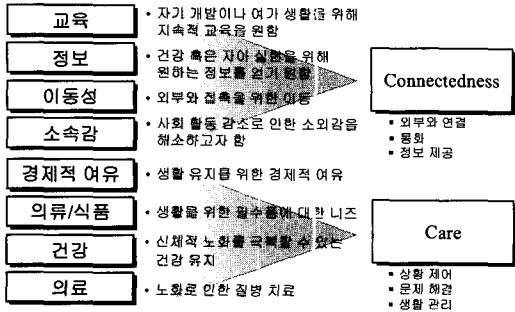 교육
• 자기 개발이나 여가 생활을 위해
지속적 교육을 원함
정보
• 건강 혹은 자아 실현을 위해
원하는 정보를 얻기 원함
이동성
• 외부와 접촉을 위한 이동
소속감
• 사회 활동 감소로 인한 소외감을
해소하고자 함
Connectedness
▪ 외부와 연결
▪ 통화
▪ 정보 제공
경제적 여유
• 생활 유지를 위한 경제적 여유
의류/식품
• 생활을 위한 필수품에 대한 니즈
건강
• 신체적 노화를 극복할 수 있는
건강 유지
의료
• 노화로 인한 질병 치료
Care
▪ 상황 제어
▪ 문제 해결
▪ 생활 관리